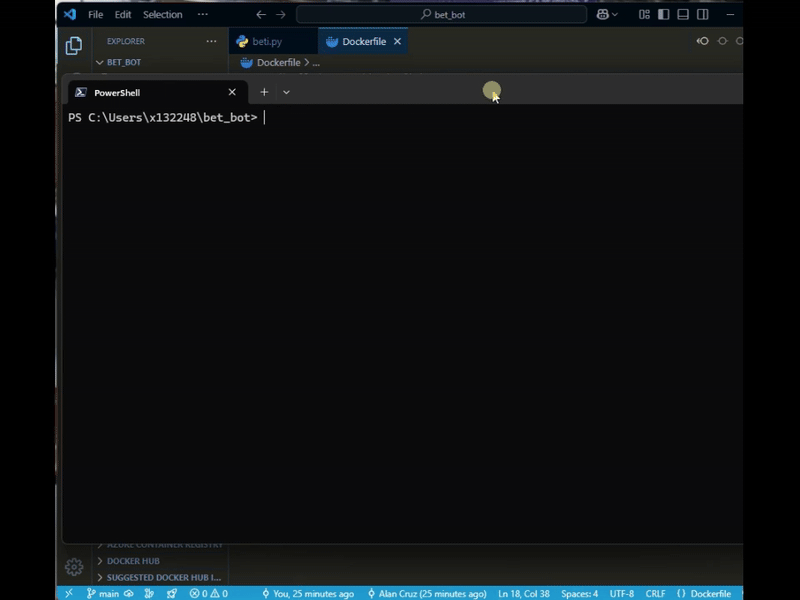 File Edit Selection ··· bet_bot
EXPLORER ··· beti.py Dockerfile
BET_BOT Dockerfile > ...
PowerShell
PS C:\Users\x132248\bet_bot>
AZURE CONTAINER REGISTRY
DOCKER HUB
SUGGESTED DOCKER HUB I...
main 0 0 You, 25 minutes ago Alan Cruz (25 minutes ago) Ln 18, Col 38 Spaces: 4 UTF-8 CRLF { } Dockerfile